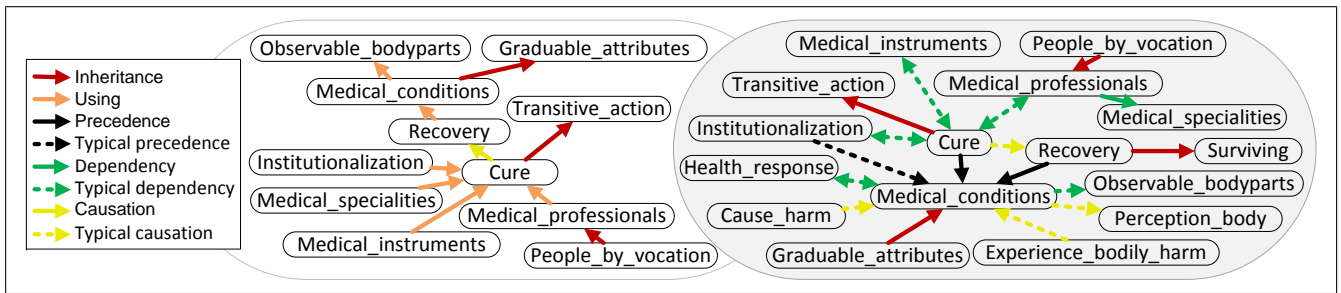 Inheritance
Using
Precedence
Typical precedence
Dependency
Typical dependency
Causation
Typical causation
Observable_bodyparts
Graduable_attributes
Medical_conditions
Transitive_action
Recovery
Institutionalization
Cure
Medical_specialities
Medical_professionals
Medical_instruments
People_by_vocation
Medical_instruments
People_by_vocation
Transitive_action
Medical_professionals
Institutionalization
Medical_specialities
Cure
Recovery
Surviving
Health_response
Medical_conditions
Observable_bodyparts
Cause_harm
Perception_body
Graduable_attributes
Experience_bodily_harm